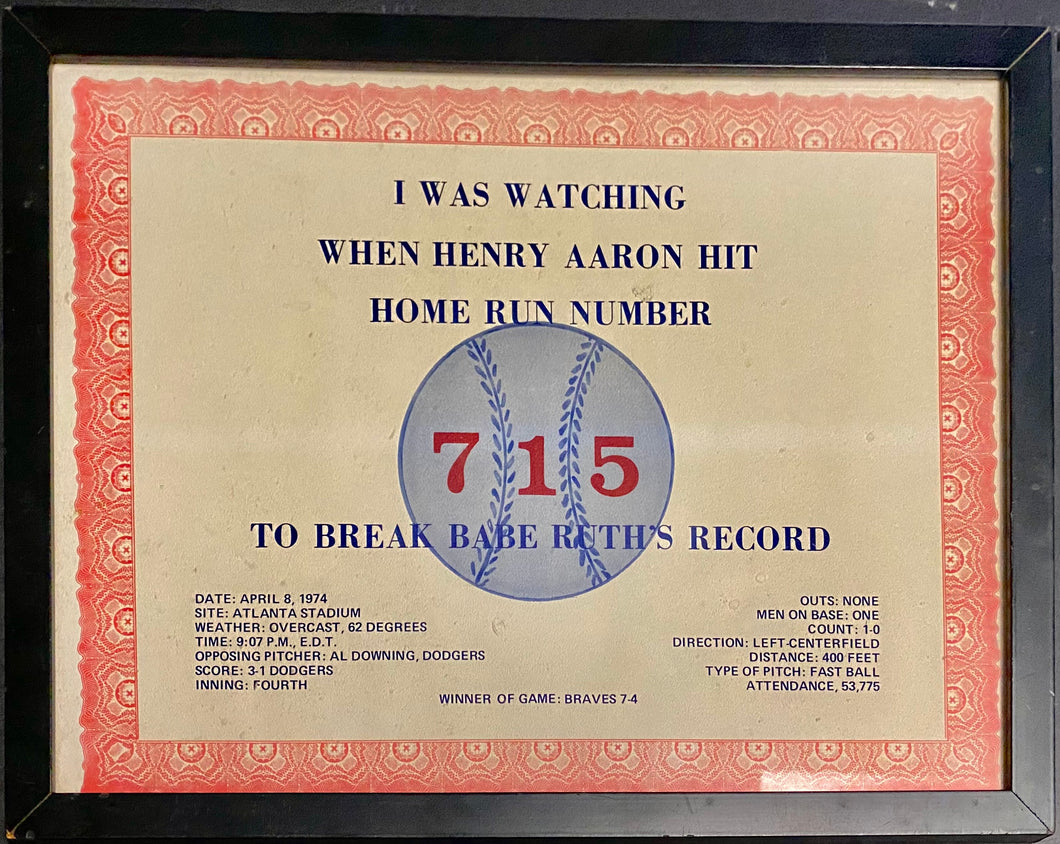 I WAS WATCHING
WHEN HENRY AARON HIT
HOME RUN NUMBER
715
TO BREAK BABE RUTH'S RECORD
DATE: APRIL 8, 1974
SITE: ATLANTA STADIUM
WEATHER: OVERCAST, 62 DEGREES
TIME: 9:07 P.M., E.D.T.
OPPOSING PITCHER: AL DOWNING, DODGERS
SCORE: 3-1 DODGERS
INNING: FOURTH
OUTS: NONE
MEN ON BASE: ONE
COUNT: 1-0
DIRECTION: LEFT-CENTERFIELD
DISTANCE: 400 FEET
TYPE OF PITCH: FAST BALL
ATTENDANCE, 53,775
WINNER OF GAME: BRAVES 7-4